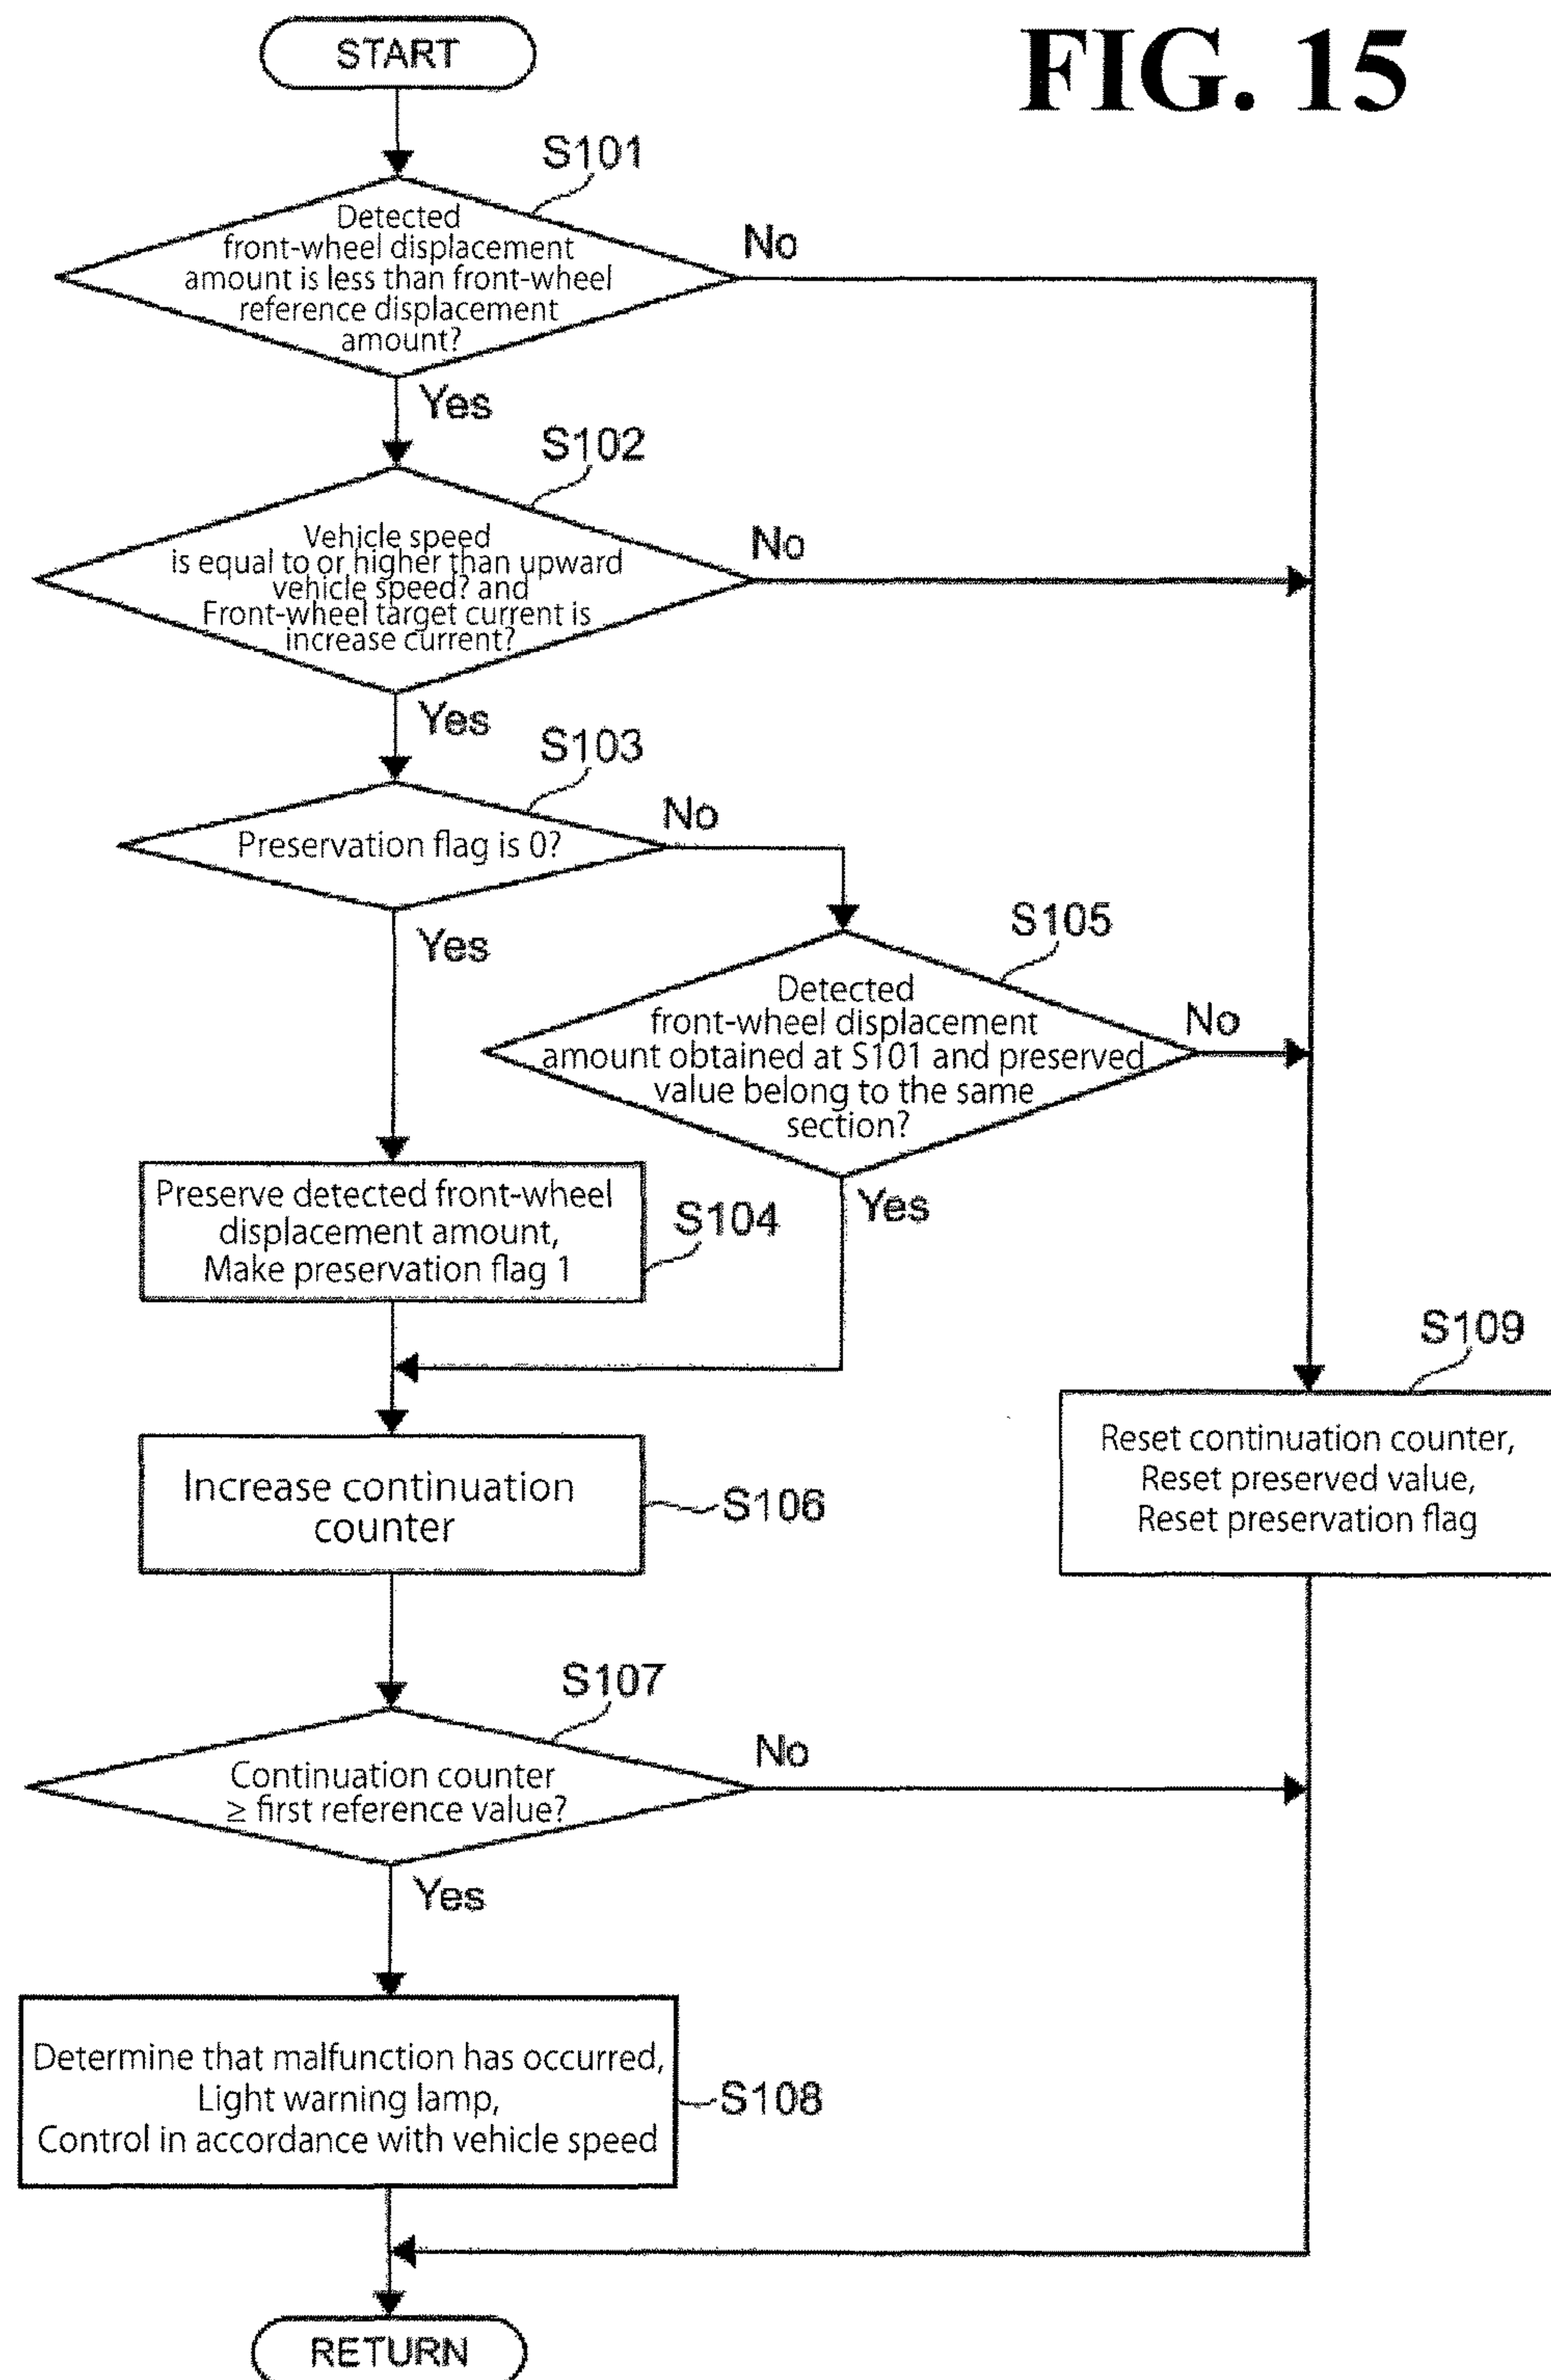 FIG. 15
START
S101
Detected
front-wheel displacement
amount is less than front-wheel
reference displacement
amount?
No
Yes
S102
Vehicle speed
is equal to or higher than upward
vehicle speed? and
Front-wheel target current is
increase current?
No
Yes
S103
Preservation flag is 0?
No
Yes
S105
Detected
front-wheel displacement
amount obtained at S101 and preserved
value belong to the same
section?
No
Yes
Preserve detected front-wheel
displacement amount,
Make preservation flag 1
S104
S109
Reset continuation counter,
Reset preserved value,
Reset preservation flag
Increase continuation
counter
S106
S107
Continuation counter
≥ first reference value?
No
Yes
Determine that malfunction has occurred,
Light warning lamp,
Control in accordance with vehicle speed
S108
RETURN